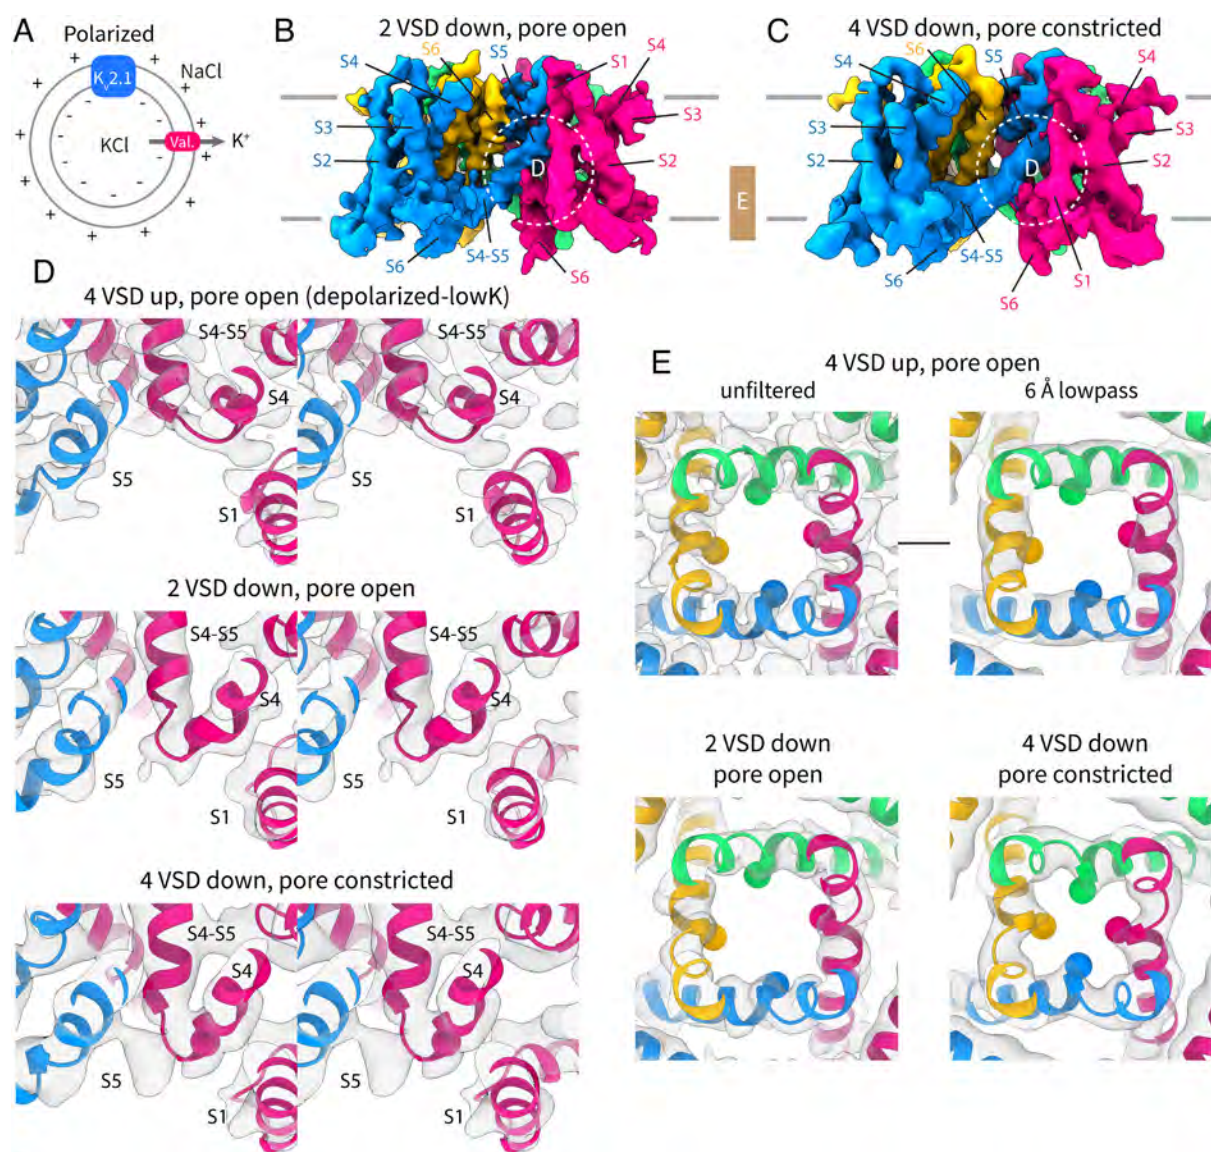 A
Polarized
Kv2.1
NaCl
KCl
Val.
K+
+ + + + + + + + + + + +
- - - - - - - - - - -
B
2 VSD down, pore open
S6
S5
S4
S1
S4
S3
S3
S2
S2
D
S6
S4-S5
S6
E
C
4 VSD down, pore constricted
S6
S5
S4
S4
S3
S3
S2
S2
D
S6
S4-S5
S6
S1
D
4 VSD up, pore open (depolarized-lowK)
S4-S5
S4-S5
S4
S4
S5
S5
S1
S1
2 VSD down, pore open
S4-S5
S4-S5
S4
S4
S5
S5
S1
S1
4 VSD down, pore constricted
S4-S5
S4-S5
S4
S4
S5
S5
S1
S1
E
4 VSD up, pore open
unfiltered
6 Å lowpass
2 VSD down
pore open
4 VSD down
pore constricted